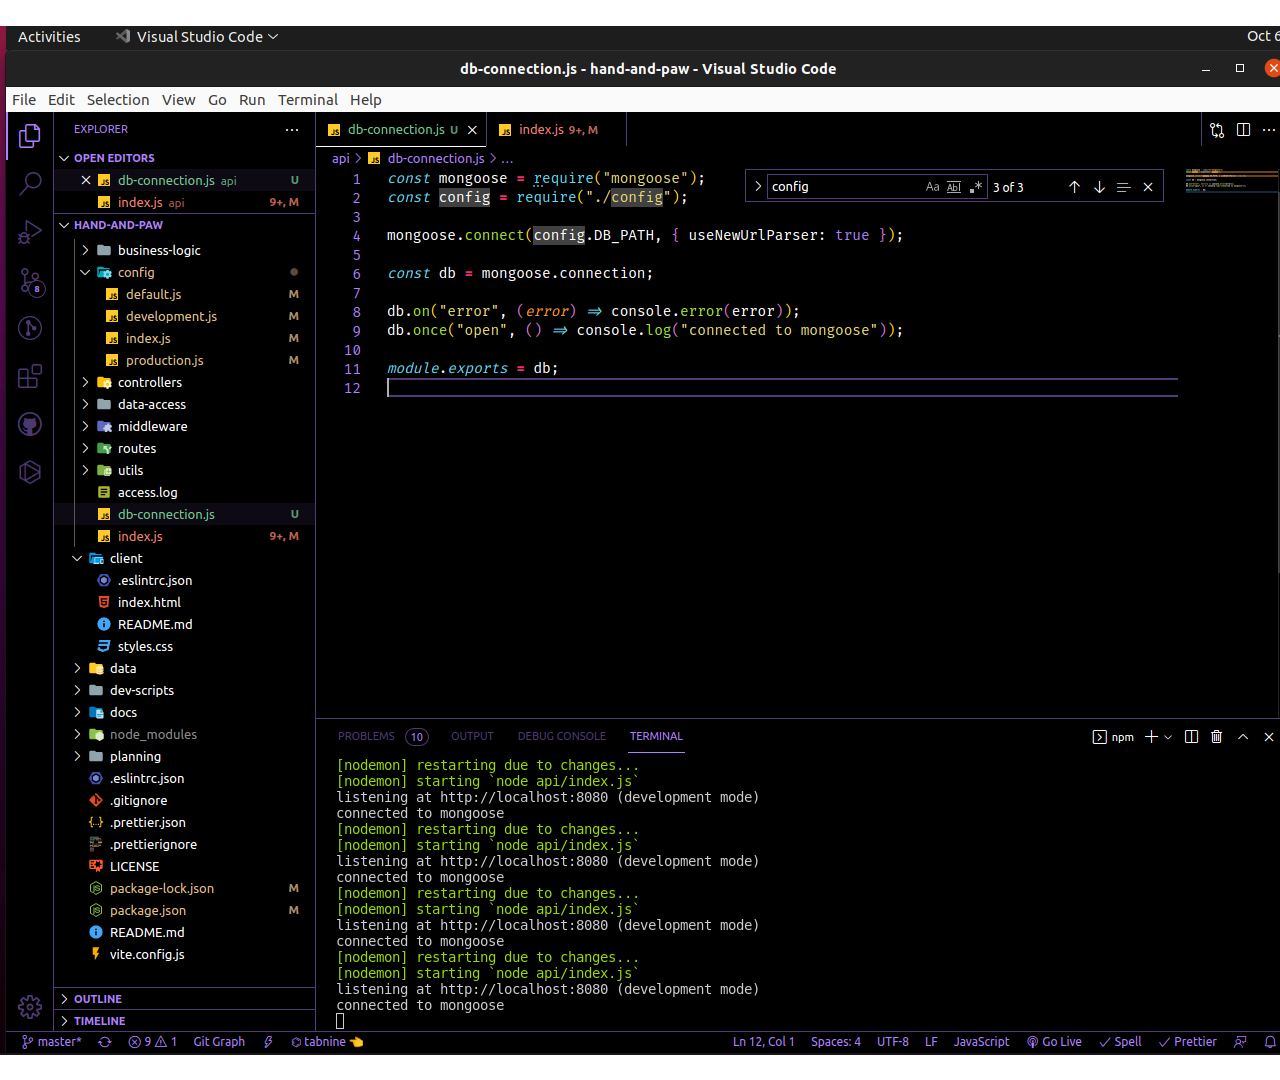 Activities
Visual Studio Code
Oct 6
db-connection.js - hand-and-paw - Visual Studio Code
File Edit Selection View Go Run Terminal Help
EXPLORER
db-connection.js U
index.js 9+, M
OPEN EDITORS
db-connection.js api U
index.js api 9+, M
HAND-AND-PAW
business-logic
config
default.js M
development.js M
index.js M
production.js M
controllers
data-access
middleware
routes
utils
access.log
db-connection.js U
index.js 9+, M
client
.eslintrc.json
index.html
README.md
styles.css
data
dev-scripts
docs
node_modules
planning
.eslintrc.json
.gitignore
.prettier.json
.prettierignore
LICENSE
package-lock.json M
package.json M
README.md
vite.config.js
OUTLINE
TIMELINE
8
api > db-connection.js > ...
config
Aa Abl .* 3 of 3
1 const mongoose = require("mongoose");
2 const config = require("./config");
3
4 mongoose.connect(config.DB_PATH, { useNewUrlParser: true });
5
6 const db = mongoose.connection;
7
8 db.on("error", (error) => console.error(error));
9 db.once("open", () => console.log("connected to mongoose"));
10
11 module.exports = db;
12
PROBLEMS 10 OUTPUT DEBUG CONSOLE TERMINAL
npm
[nodemon] restarting due to changes...
[nodemon] starting `node api/index.js`
listening at http://localhost:8080 (development mode)
connected to mongoose
[nodemon] restarting due to changes...
[nodemon] starting `node api/index.js`
listening at http://localhost:8080 (development mode)
connected to mongoose
[nodemon] restarting due to changes...
[nodemon] starting `node api/index.js`
listening at http://localhost:8080 (development mode)
connected to mongoose
[nodemon] restarting due to changes...
[nodemon] starting `node api/index.js`
listening at http://localhost:8080 (development mode)
connected to mongoose
master* 9 1 Git Graph tabnine 👈 Ln 12, Col 1 Spaces: 4 UTF-8 LF JavaScript Go Live Spell Prettier